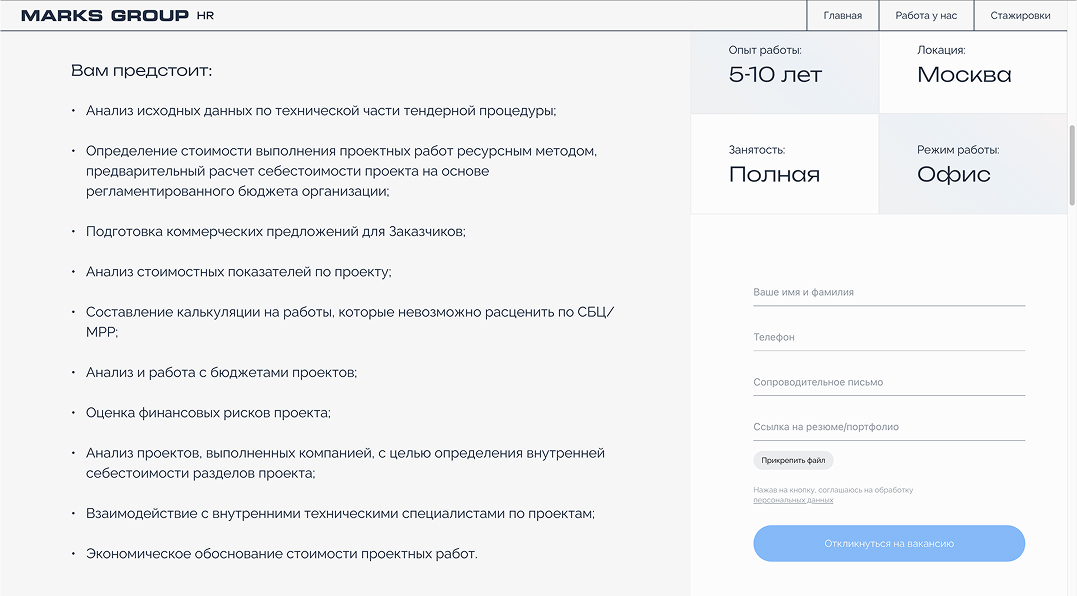 MARKS GROUP HR
Главная
Работа у нас
Стажировки
Вам предстоит:
• Анализ исходных данных по технической части тендерной процедуры;
• Определение стоимости выполнения проектных работ ресурсным методом,
предварительный расчет себестоимости проекта на основе
регламентированного бюджета организации;
• Подготовка коммерческих предложений для Заказчиков;
• Анализ стоимостных показателей по проекту;
• Составление калькуляции на работы, которые невозможно расценить по СБЦ/
МРР;
• Анализ и работа с бюджетами проектов;
• Оценка финансовых рисков проекта;
• Анализ проектов, выполненных компанией, с целью определения внутренней
себестоимости разделов проекта;
• Взаимодействие с внутренними техническими специалистами по проектам;
• Экономическое обоснование стоимости проектных работ.
Опыт работы:
5-10 лет
Локация:
Москва
Занятость:
Полная
Режим работы:
Офис
Ваше имя и фамилия
Телефон
Сопроводительное письмо
Ссылка на резюме/портфолио
Прикрепить файл
Нажав на кнопку, соглашаюсь на обработку
персональных данных
Откликнуться на вакансию